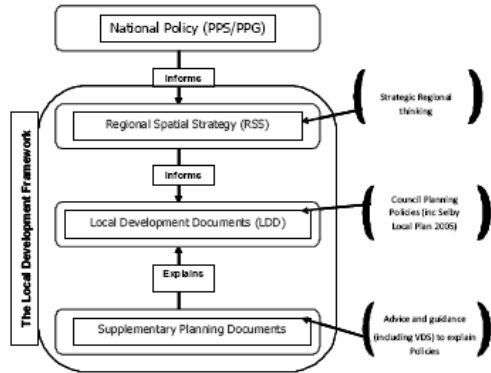 National Policy (PPS/PPG)
Informs
Regional Spatial Strategy (RSS)
Strategic Regional
thinking
Informs
Local Development Documents (LDD)
Council Planning
Policies (inc Selby
Local Plan 2005)
Explains
Supplementary Planning Documents
Advice and guidance
(including VDS) to explain
Policies
The Local Development Framework